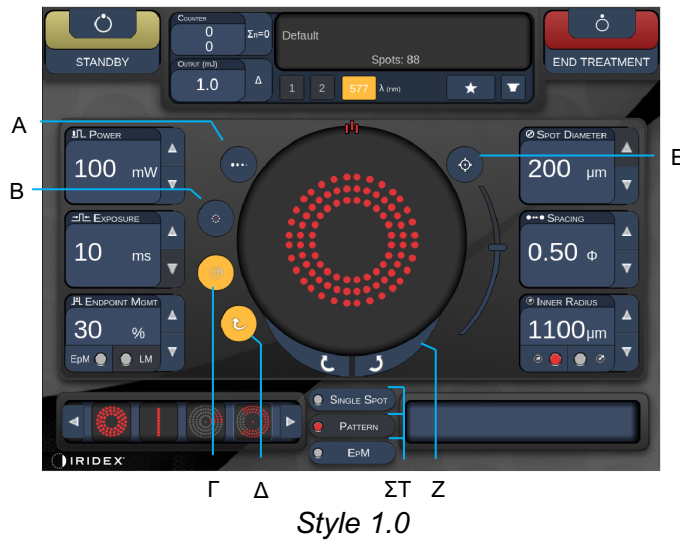 COUNTER
0
0
Σn=0
Default
Spots: 88
STANDBY
END TREATMENT
OUTPUT (mJ)
1.0
Δ
1 2 577 λ (nm)
A
E
B
POWER
100 mW
SPOT DIAMETER
200 μm
EXPOSURE
10 ms
SPACING
0.50 Φ
ENDPOINT MGMT
30 %
EpM LM
INNER RADIUS
1100μm
SINGLE SPOT
PATTERN
EPM
IRIDEX
Γ Δ ΣΤ Ζ
Style 1.0